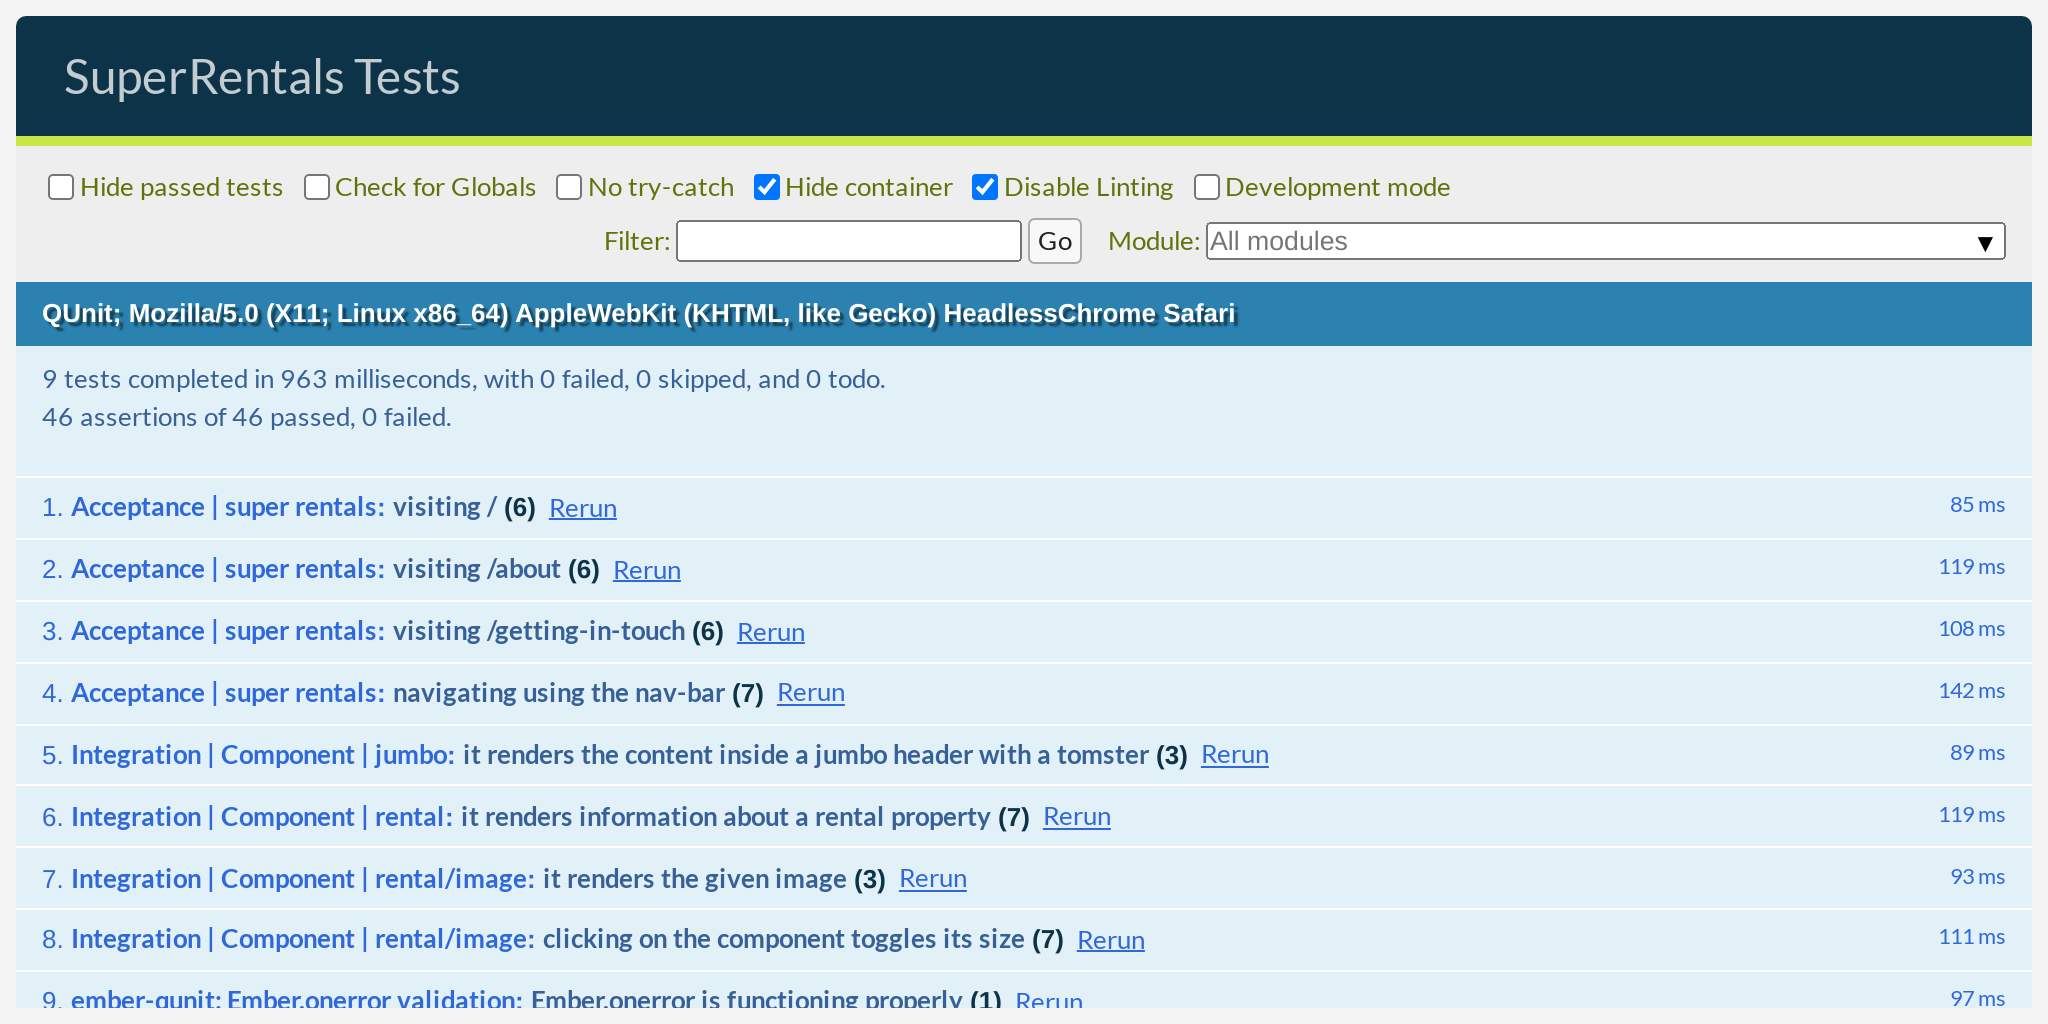 SuperRentals Tests
Hide passed tests Check for Globals No try-catch Hide container Disable Linting Development mode
Filter: Go Module: All modules ▼
QUnit; Mozilla/5.0 (X11; Linux x86_64) AppleWebKit (KHTML, like Gecko) HeadlessChrome Safari
9 tests completed in 963 milliseconds, with 0 failed, 0 skipped, and 0 todo.
46 assertions of 46 passed, 0 failed.
1. Acceptance | super rentals: visiting / (6) Rerun 85 ms
2. Acceptance | super rentals: visiting /about (6) Rerun 119 ms
3. Acceptance | super rentals: visiting /getting-in-touch (6) Rerun 108 ms
4. Acceptance | super rentals: navigating using the nav-bar (7) Rerun 142 ms
5. Integration | Component | jumbo: it renders the content inside a jumbo header with a tomster (3) Rerun 89 ms
6. Integration | Component | rental: it renders information about a rental property (7) Rerun 119 ms
7. Integration | Component | rental/image: it renders the given image (3) Rerun 93 ms
8. Integration | Component | rental/image: clicking on the component toggles its size (7) Rerun 111 ms
9. ember-qunit: Ember.onerror validation: Ember.onerror is functioning properly (1) Rerun 97 ms